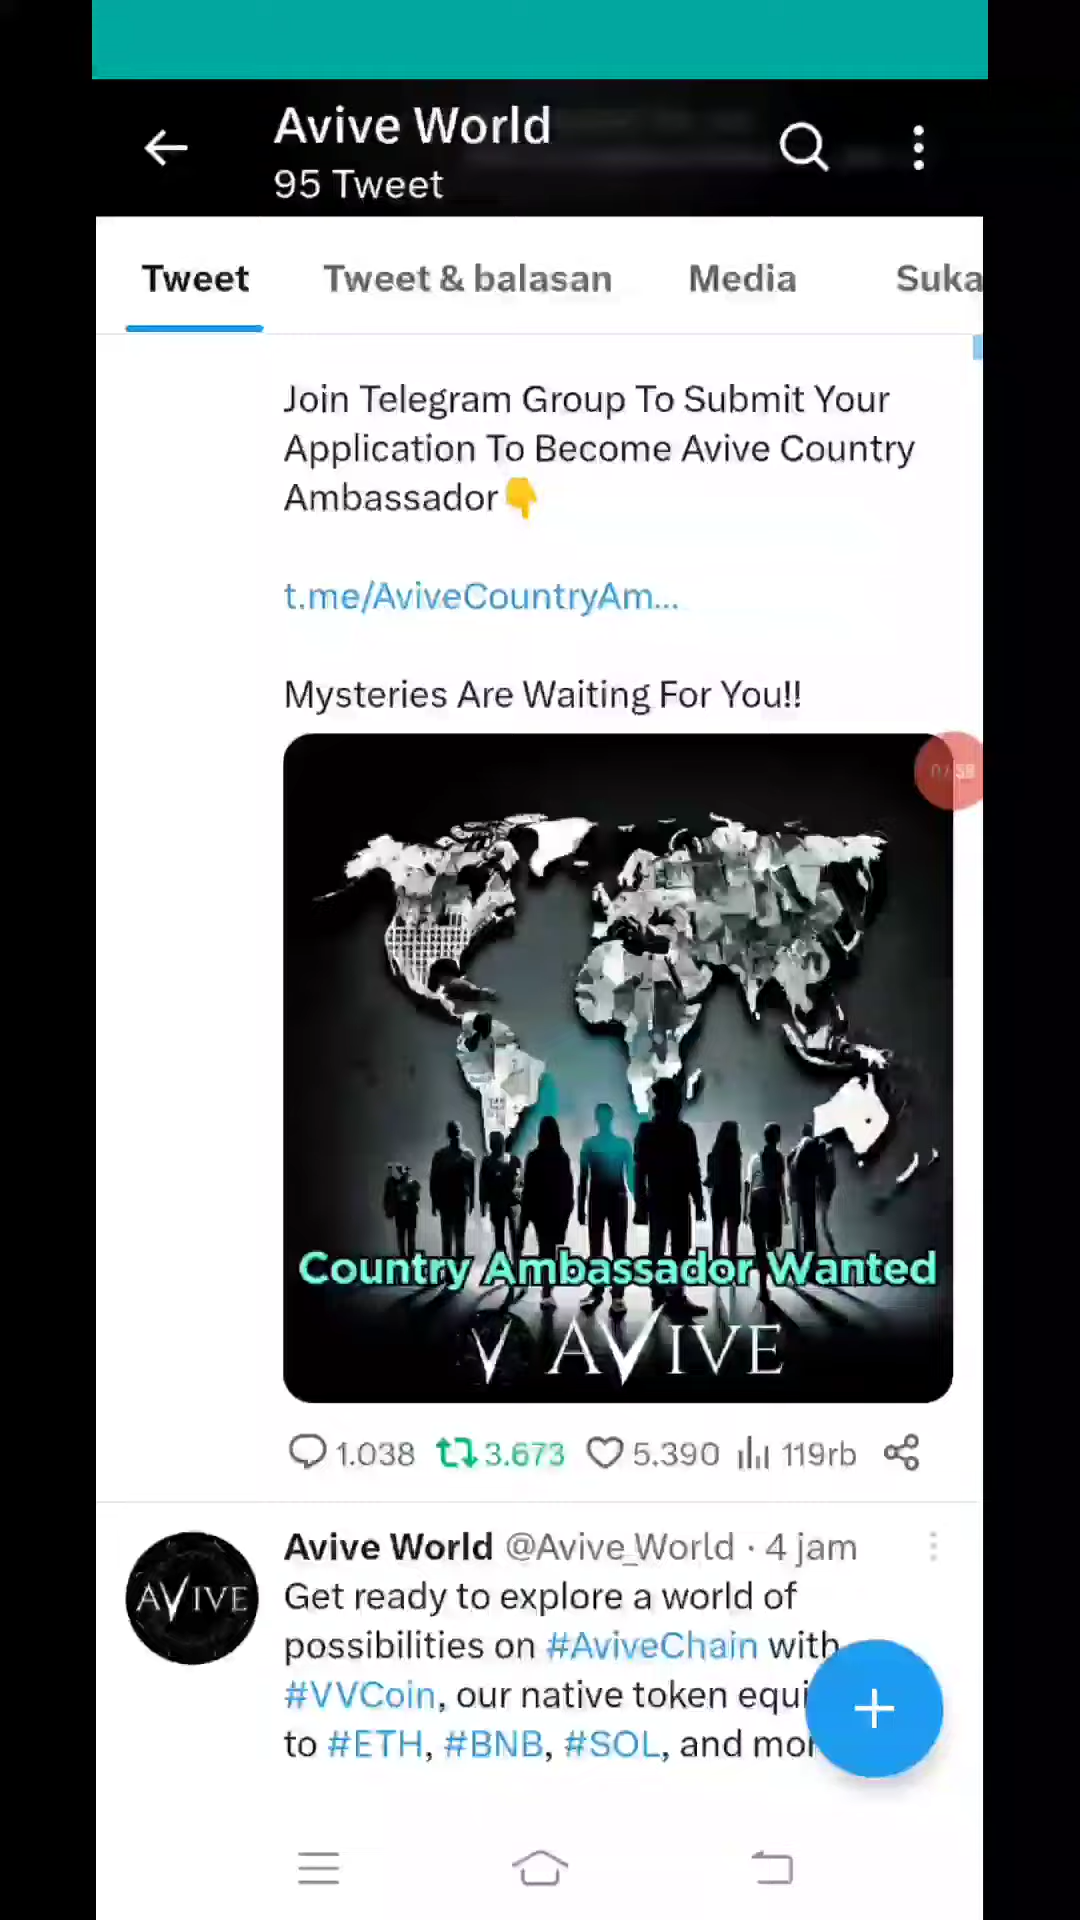 Avive World
95 Tweet
Tweet Tweet & balasan Media Suka
Join Telegram Group To Submit Your
Application To Become Avive Country
Ambassador👇
t.me/AviveCountryAm...
Mysteries Are Waiting For You!!
Country Ambassador Wanted
V AVIVE
1.038 3.673 5.390 119rb
AVIVE
Avive World @Avive_World · 4 jam
Get ready to explore a world of
possibilities on #AviveChain with
#VVCoin, our native token equi
to #ETH, #BNB, #SOL, and mor